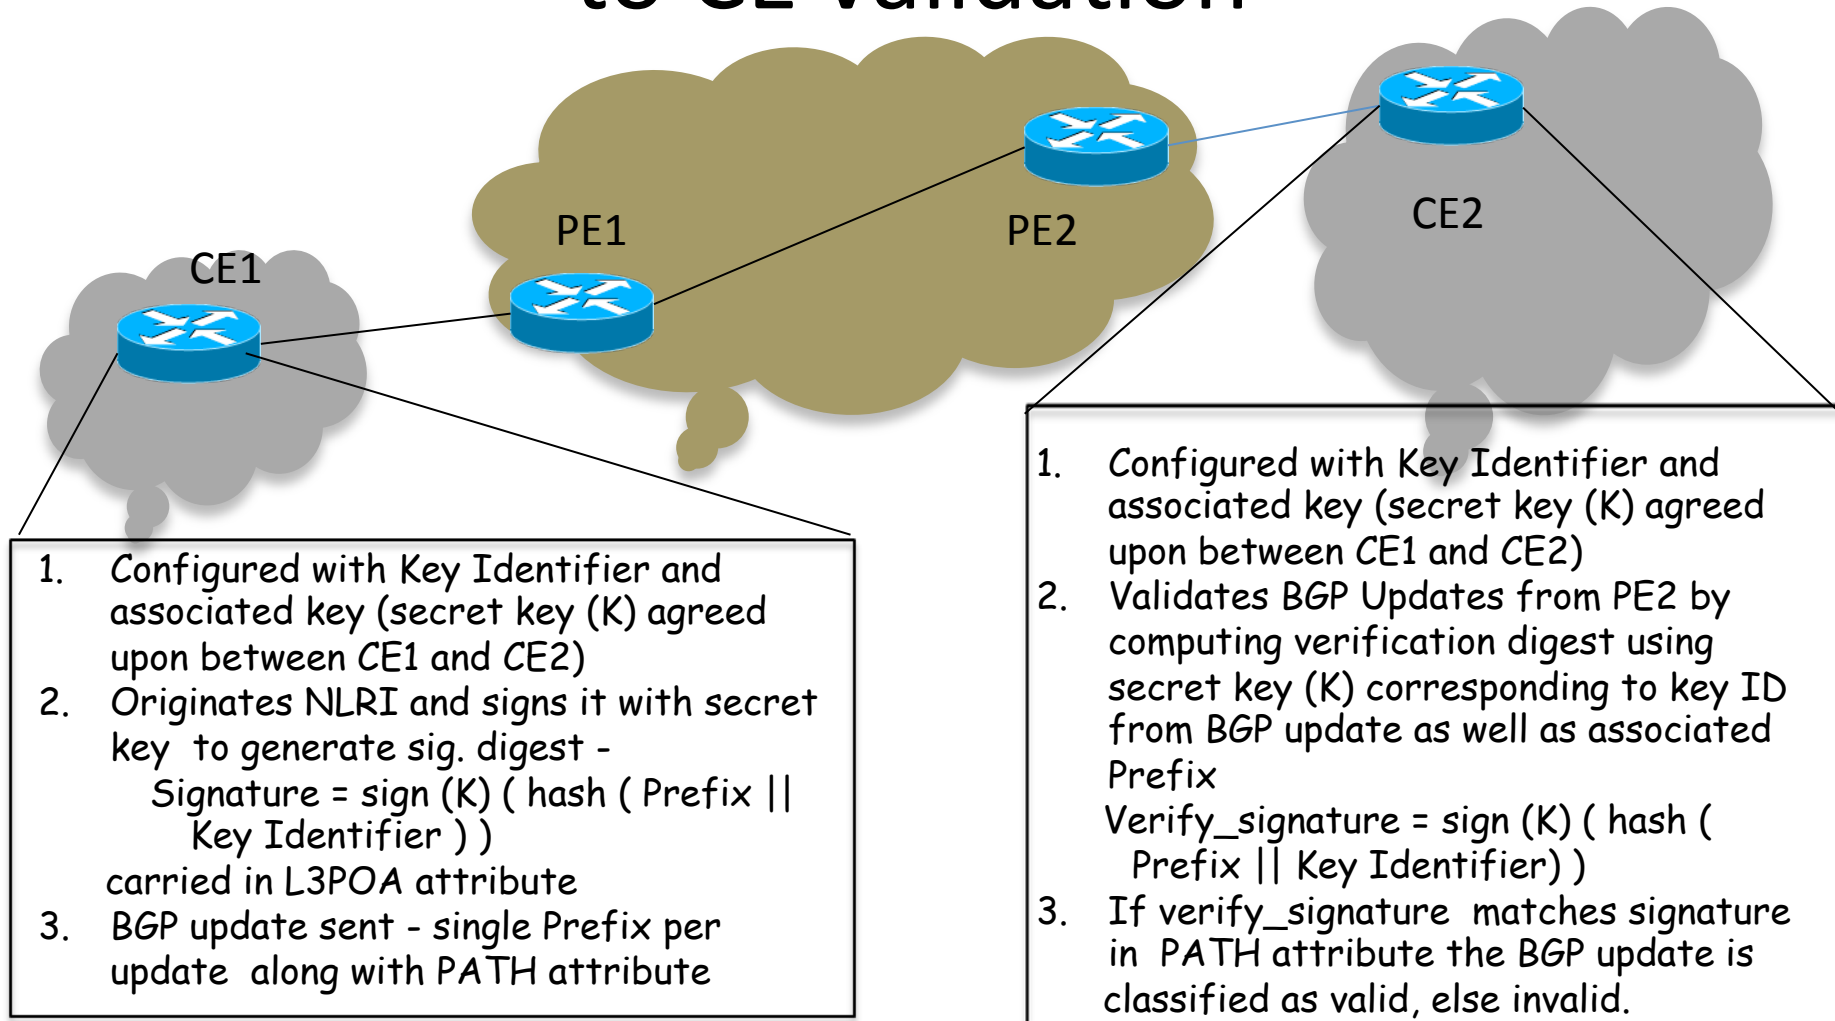 to CE validation
CE1
PE1
PE2
CE2
1. Configured with Key Identifier and
associated key (secret key (K) agreed
upon between CE1 and CE2)
2. Originates NLRI and signs it with secret
key to generate sig. digest -
Signature = sign (K) ( hash ( Prefix ||
Key Identifier ) )
carried in L3POA attribute
3. BGP update sent - single Prefix per
update along with PATH attribute
1. Configured with Key Identifier and
associated key (secret key (K) agreed
upon between CE1 and CE2)
2. Validates BGP Updates from PE2 by
computing verification digest using
secret key (K) corresponding to key ID
from BGP update as well as associated
Prefix
Verify_signature = sign (K) ( hash (
Prefix || Key Identifier) )
3. If verify_signature matches signature
in PATH attribute the BGP update is
classified as valid, else invalid.